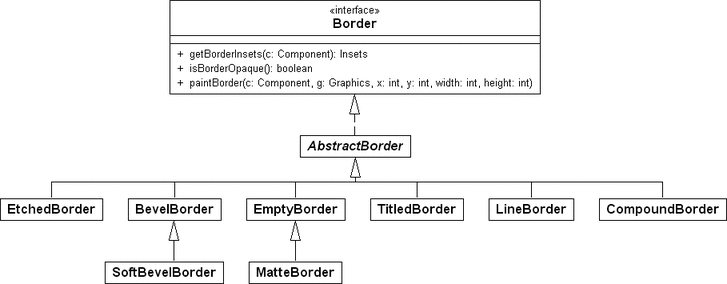 «interface»
Border
+ getBorderInsets(c: Component): Insets
+ isBorderOpaque(): boolean
+ paintBorder(c: Component, g: Graphics, x: int, y: int, width: int, height: int)
AbstractBorder
EtchedBorder BevelBorder EmptyBorder TitledBorder LineBorder CompoundBorder
SoftBevelBorder MatteBorder